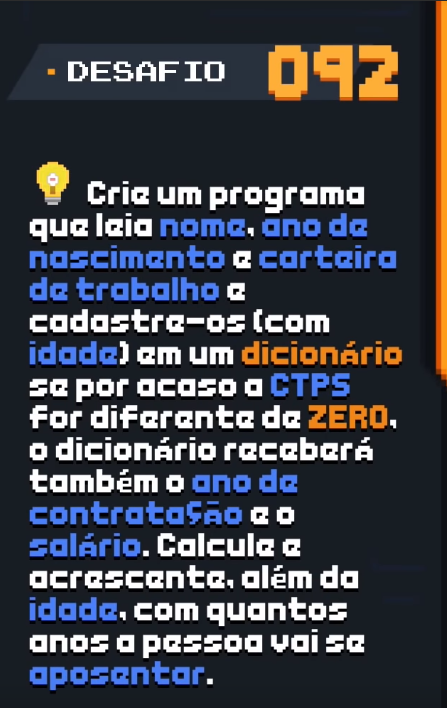 DESAFIO 092
Crie um programa
que leia nome, ano de
nascimento e carteira
de trabalho e
cadastre-os (com
idade) em um dicionário
se por acaso a CTPS
for diferente de ZERO,
o dicionário receberá
também o ano de
contratação e o
salário. Calcule e
acrescente, além da
idade, com quantos
anos a pessoa vai se
aposentar.